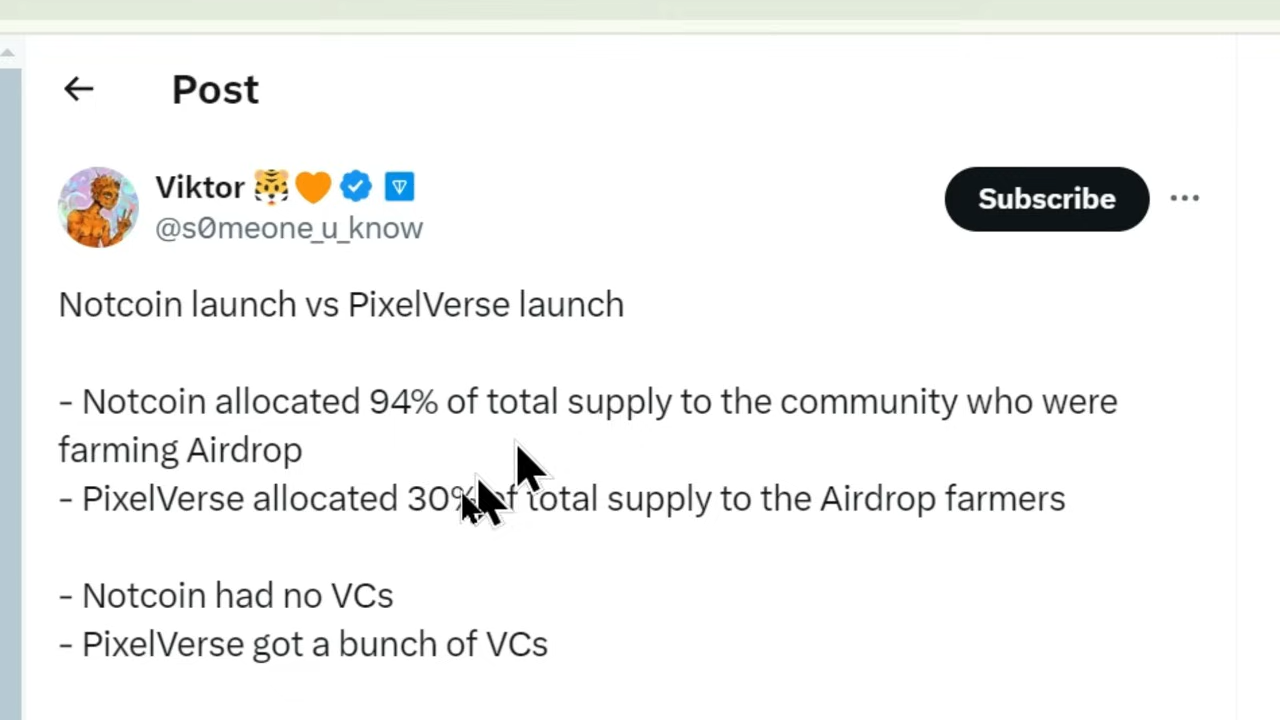 Post
Viktor 🐯🧡
@s0meone_u_know
Subscribe
Notcoin launch vs PixelVerse launch
- Notcoin allocated 94% of total supply to the community who were
farming Airdrop
- PixelVerse allocated 30% of total supply to the Airdrop farmers
- Notcoin had no VCs
- PixelVerse got a bunch of VCs